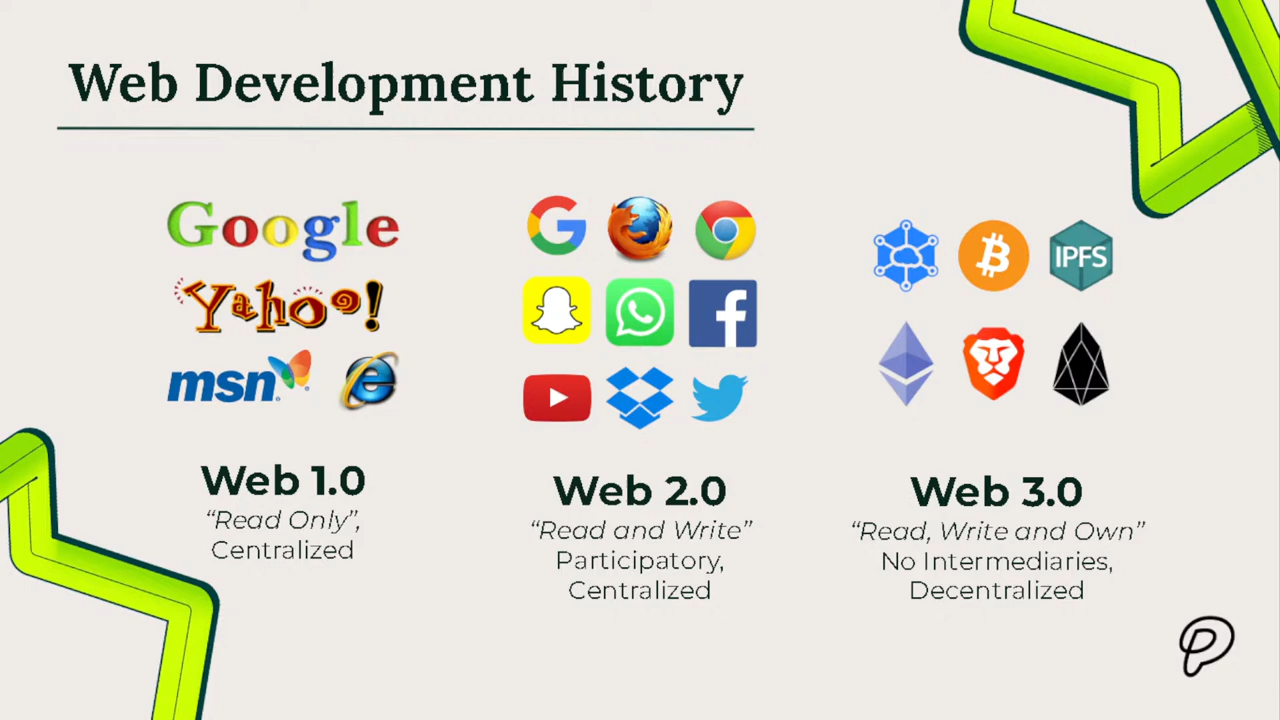 Web Development History
Google
Yahoo!
msn
IPFS
Web 1.0
“Read Only”,
Centralized
Web 2.0
“Read and Write”
Participatory,
Centralized
Web 3.0
“Read, Write and Own”
No Intermediaries,
Decentralized